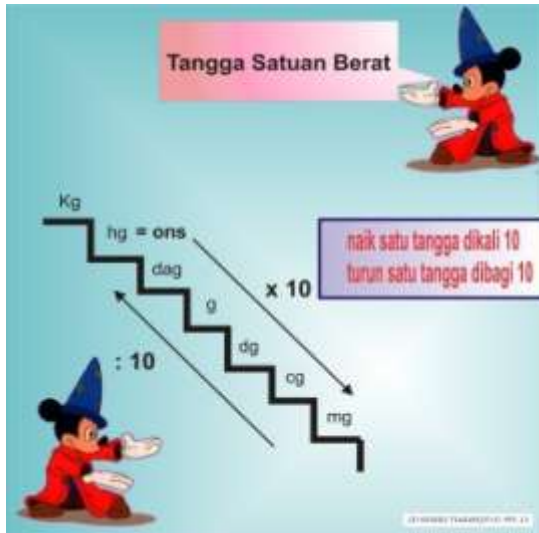 Tangga Satuan Berat
Kg
hg = ons
dag
g
dg
cg
mg
x 10
: 10
naik satu tangga dikali 10
turun satu tangga dibagi 10